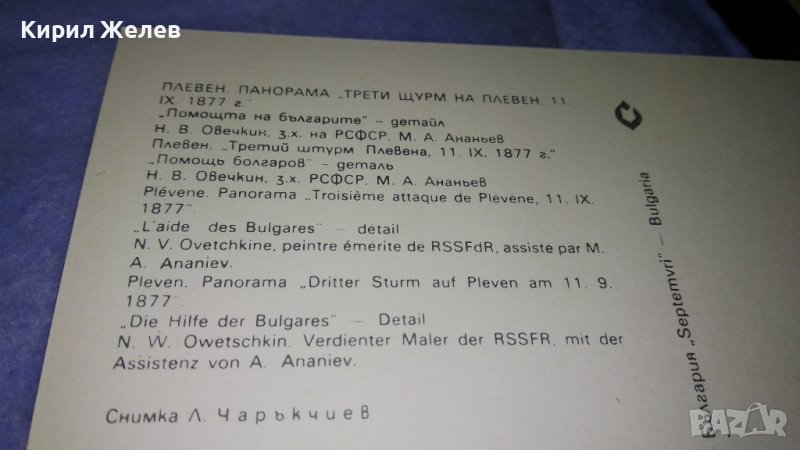 Кирил Желев
ПЛЕВЕН. ПАНОРАМА „ТРЕТИ ЩУРМ НА ПЛЕВЕН, 11.
IX. 1877 г."
„Помощта на българите" – детайл
Н. В. Овечкин, з.х. на РСФСР, М. А. Ананьев
Плевен. „Третий штурм Плевена, 11. IX. 1877 г."
„Помощь болгаров" – деталь
Н. В. Овечкин, з.х. РСФСР, М. А. Ананьев
Plévene. Panorama „Troisième attaque de Plevene, 11. IX.
1877".
„L'aide des Bulgares" – detail
N. V. Ovetchkine, peintre émerite de RSSFdR, assiste par M.
A. Ananiev.
Pleven. Panorama „Dritter Sturm auf Pleven am 11. 9.
1877".
„Die Hilfe der Bulgares" – Detail
N. W. Owetschkin. Verdienter Maler der RSSFR, mit der
Assistenz von A. Ananiev.
Снимка Л. Чаръкчиев
България „Septemvri" – Bulgaria
BAZAR